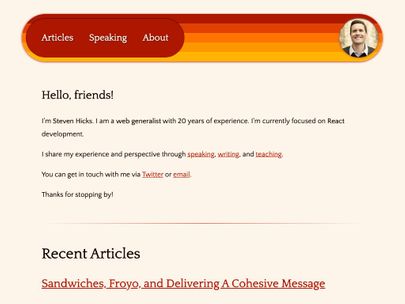 Articles Speaking About
Hello, friends!
I'm Steven Hicks. I am a web generalist with 20 years of experience. I'm currently focused on React
development.
I share my experience and perspective through speaking, writing, and teaching.
You can get in touch with me via Twitter or email.
Thanks for stopping by!
Recent Articles
Sandwiches, Froyo, and Delivering A Cohesive Message